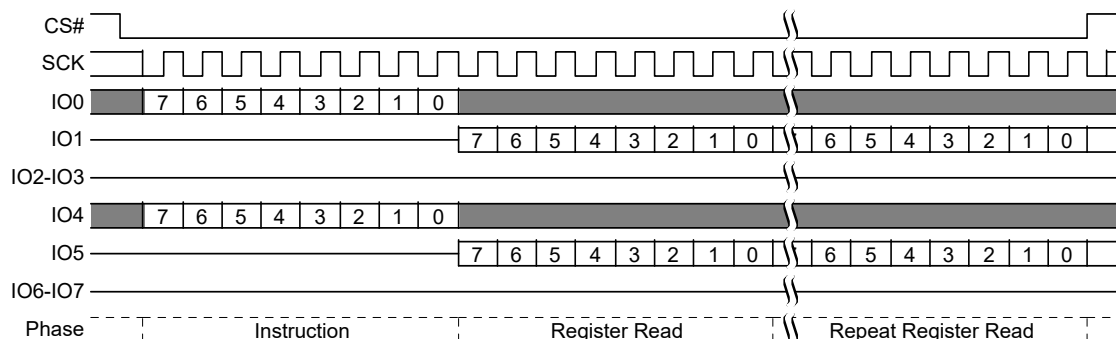 CS#
SCK
IO0 7 6 5 4 3 2 1 0
IO1 7 6 5 4 3 2 1 0 6 5 4 3 2 1 0
IO2-IO3
IO4 7 6 5 4 3 2 1 0
IO5 7 6 5 4 3 2 1 0 6 5 4 3 2 1 0
IO6-IO7
Phase Instruction Register Read Repeat Register Read